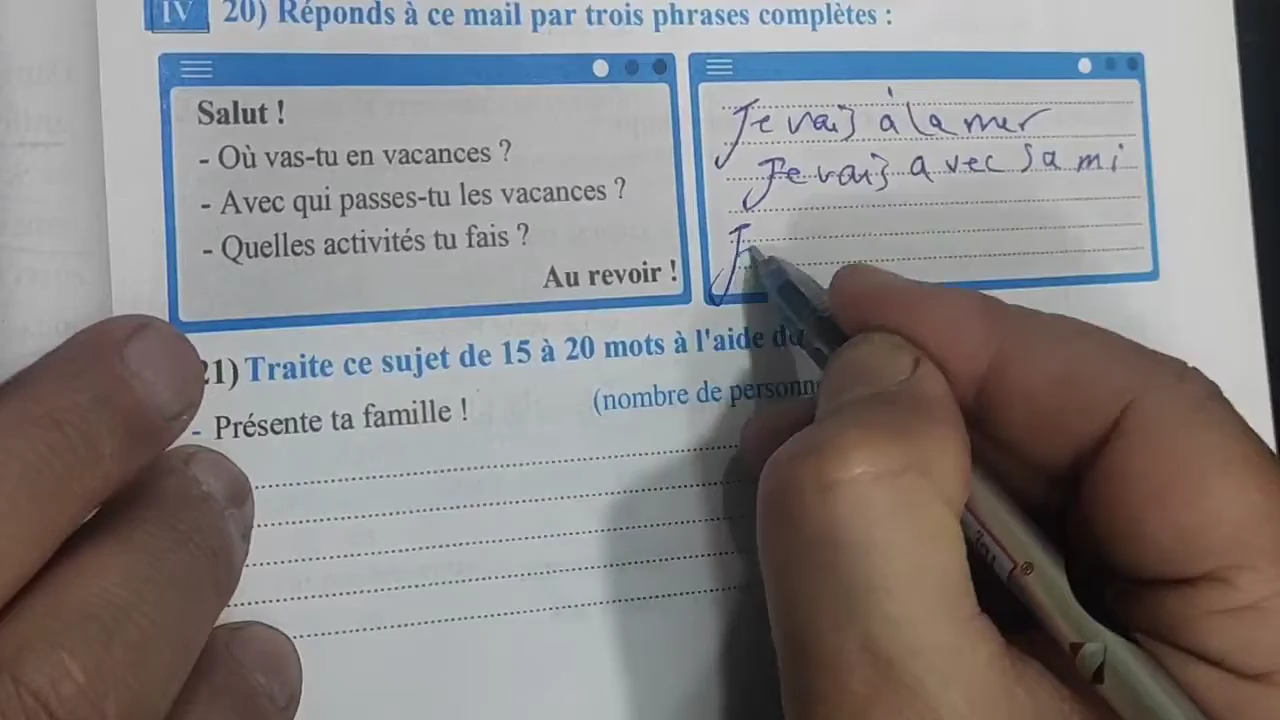 IV 20) Réponds à ce mail par trois phrases complètes :
Salut !
- Où vas-tu en vacances ?
- Avec qui passes-tu les vacances ?
- Quelles activités tu fais ?
Au revoir !
Je vais à la mer
Je vais avec Sami
J
21) Traite ce sujet de 15 à 20 mots à l'aide du
- Présente ta famille !
(nombre de personn